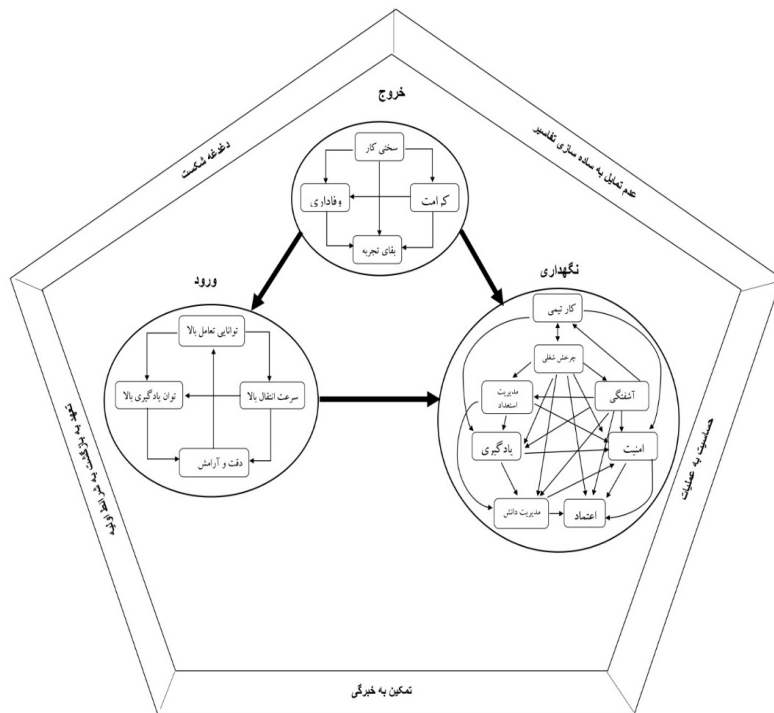 خروج
دغدغه شکست
عدم تمایل به ساده سازی تفاسیر
سختی کار
وفاداری
کرامت
بقای تجربه
ورود
نگهداری
توانایی تعامل بالا
توان یادگیری بالا
سرعت انتقال بالا
دقت و آرامش
کار تیمی
چرخش شغلی
مدیریت
استعداد
آشفتگی
یادگیری
امنیت
مدیریت دانش
اعتماد
تعهد به بازگشت به شرائط اولیه
حساسیت به عملیات
تمکین به خبرگی